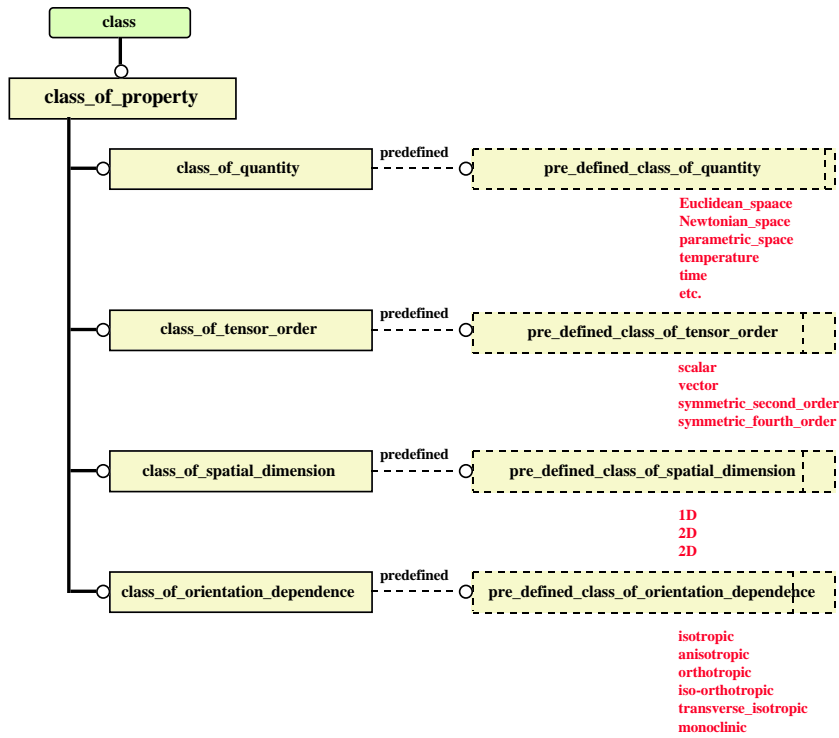 class
class_of_property
class_of_quantity
predefined
pre_defined_class_of_quantity
Euclidean_spaace
Newtonian_space
parametric_space
temperature
time
etc.
class_of_tensor_order
predefined
pre_defined_class_of_tensor_order
scalar
vector
symmetric_second_order
symmetric_fourth_order
class_of_spatial_dimension
predefined
pre_defined_class_of_spatial_dimension
1D
2D
2D
class_of_orientation_dependence
predefined
pre_defined_class_of_orientation_dependence
isotropic
anisotropic
orthotropic
iso-orthotropic
transverse_isotropic
monoclinic